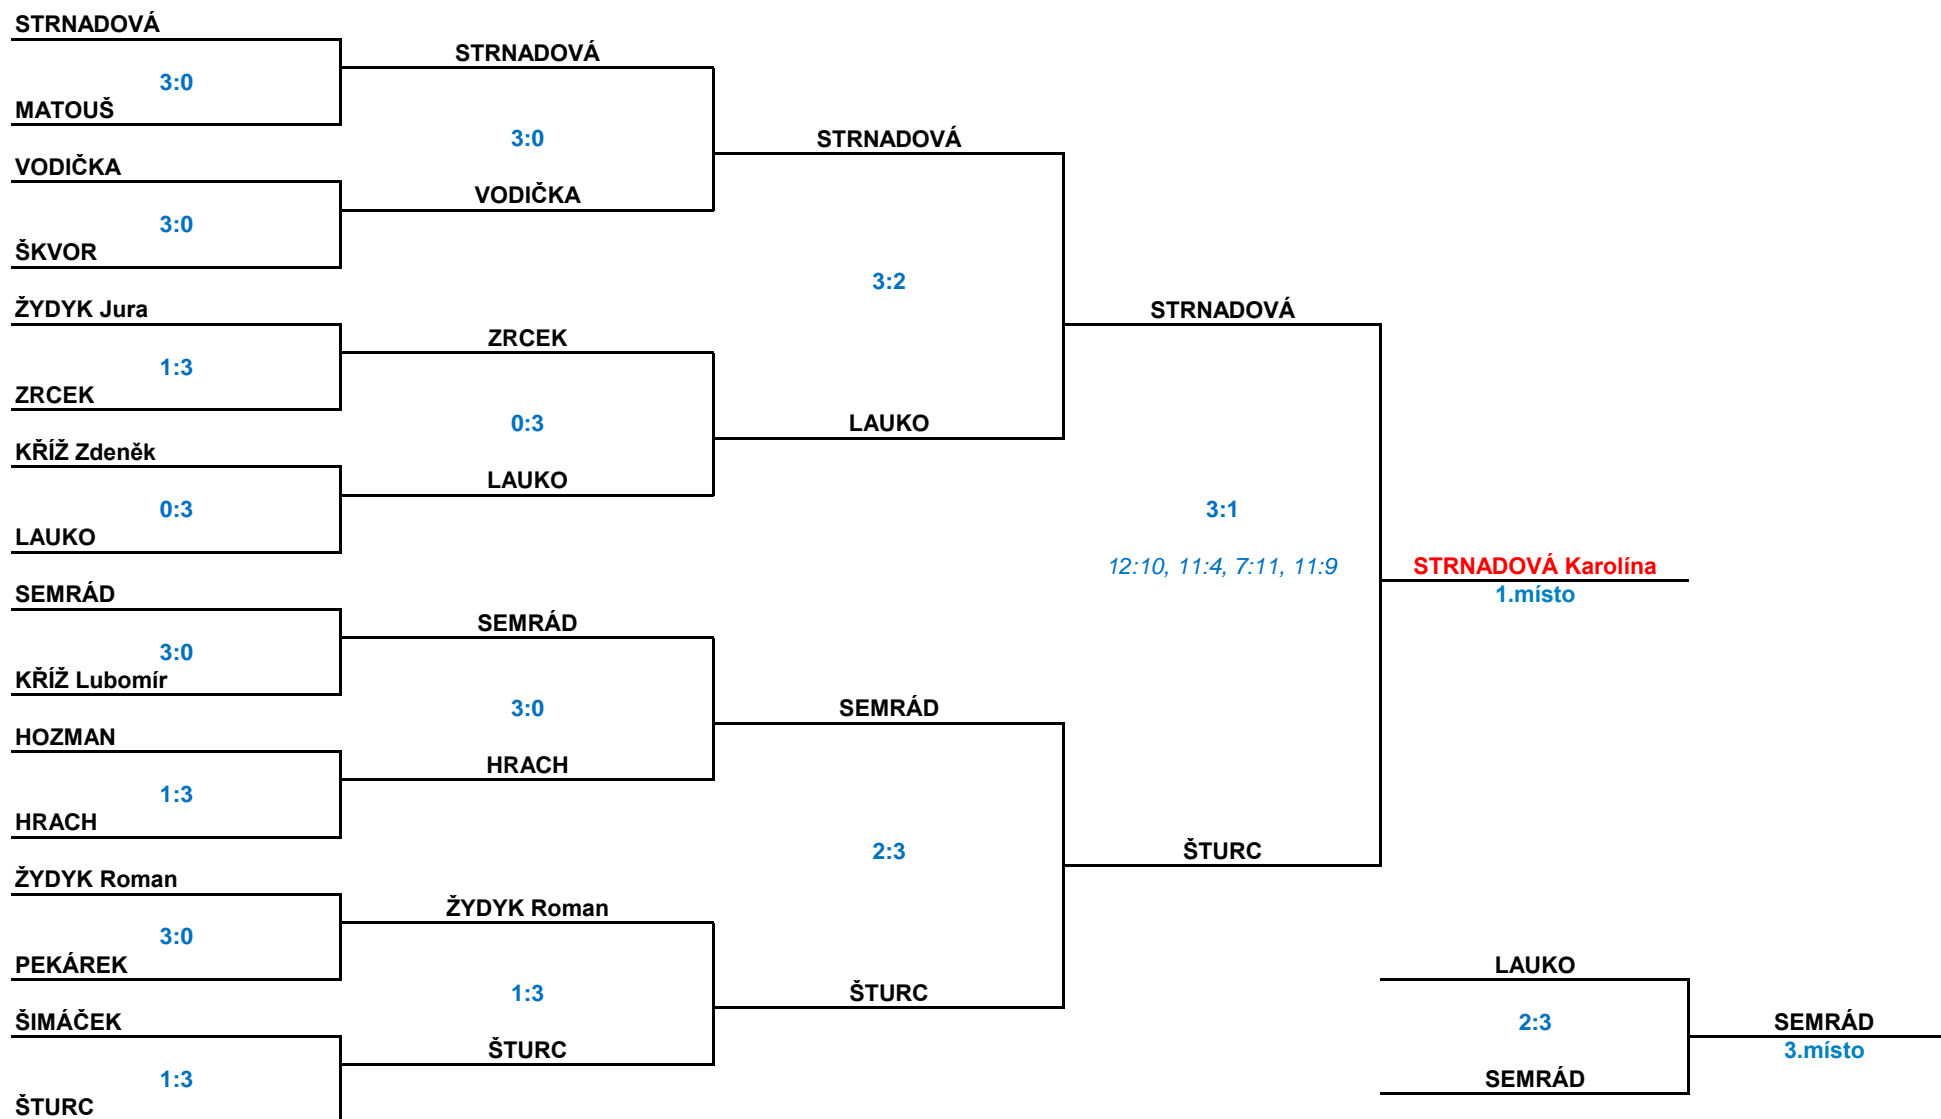 STRNADOVÁ
STRNADOVÁ
3:0
MATOUŠ
3:0
STRNADOVÁ
VODIČKA
VODIČKA
3:0
ŠKVOR
3:2
ŽYDYK Jura
STRNADOVÁ
ZRCEK
1:3
ZRCEK
0:3
LAUKO
KŘÍŽ Zdeněk
LAUKO
0:3
3:1
LAUKO
12:10, 11:4, 7:11, 11:9
STRNADOVÁ Karolína
SEMRÁD
1.místo
SEMRÁD
3:0
KŘÍŽ Lubomír
3:0
SEMRÁD
HOZMAN
HRACH
1:3
HRACH
2:3
ŠTURC
ŽYDYK Roman
ŽYDYK Roman
3:0
PEKÁREK
LAUKO
1:3
ŠTURC
ŠIMÁČEK
2:3
SEMRÁD
ŠTURC
3.místo
1:3
SEMRÁD
ŠTURC